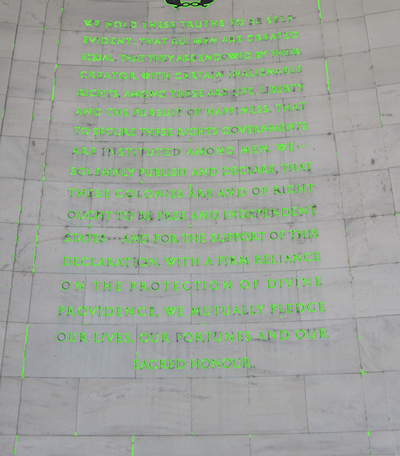 WE HOLD THESE TRUTHS TO BE SELF-
EVIDENT: THAT ALL MEN ARE CREATED
EQUAL, THAT THEY ARE ENDOWED BY THEIR
CREATOR WITH CERTAIN INALIENABLE
RIGHTS, AMONG THESE ARE LIFE, LIBERTY
AND THE PURSUIT OF HAPPINESS, THAT
TO SECURE THESE RIGHTS GOVERNMENTS
ARE INSTITUTED AMONG MEN. WE···
SOLEMNLY PUBLISH AND DECLARE, THAT
THESE COLONIES ARE AND OF RIGHT
OUGHT TO BE FREE AND INDEPENDENT
STATES···AND FOR THE SUPPORT OF THIS
DECLARATION, WITH A FIRM RELIANCE
ON THE PROTECTION OF DIVINE
PROVIDENCE, WE MUTUALLY PLEDGE
OUR LIVES, OUR FORTUNES AND OUR
SACRED HONOUR.